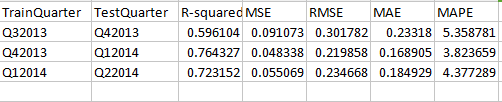 TrainQuarter TestQuarter R-squared MSE RMSE MAE MAPE
Q32013 Q42013 0.596104 0.091073 0.301782 0.23318 5.358781
Q42013 Q12014 0.764327 0.048338 0.219858 0.168905 3.823659
Q12014 Q22014 0.723152 0.055069 0.234668 0.184929 4.377289